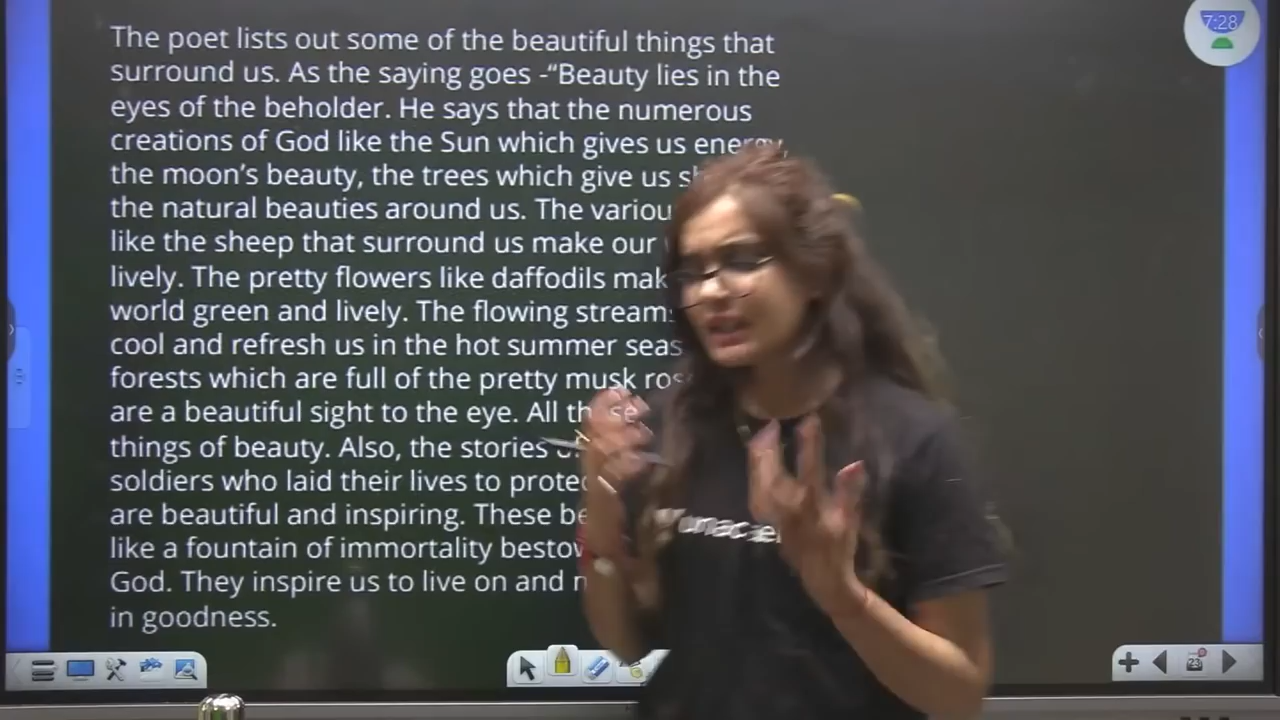 The poet lists out some of the beautiful things that
surround us. As the saying goes -“Beauty lies in the
eyes of the beholder. He says that the numerous
creations of God like the Sun which gives us energy,
the moon’s beauty, the trees which give us
the natural beauties around us. The
like the sheep that surround us make our
lively. The pretty flowers like daffodils
world green and lively. The flowing
cool and refresh us in the hot summer
forests which are full of the pretty musk
are a beautiful sight to the eye. All
things of beauty. Also, the stories
soldiers who laid their lives to
are beautiful and inspiring. These
like a fountain of immortality
God. They inspire us to live on and
in goodness.
7:28
23